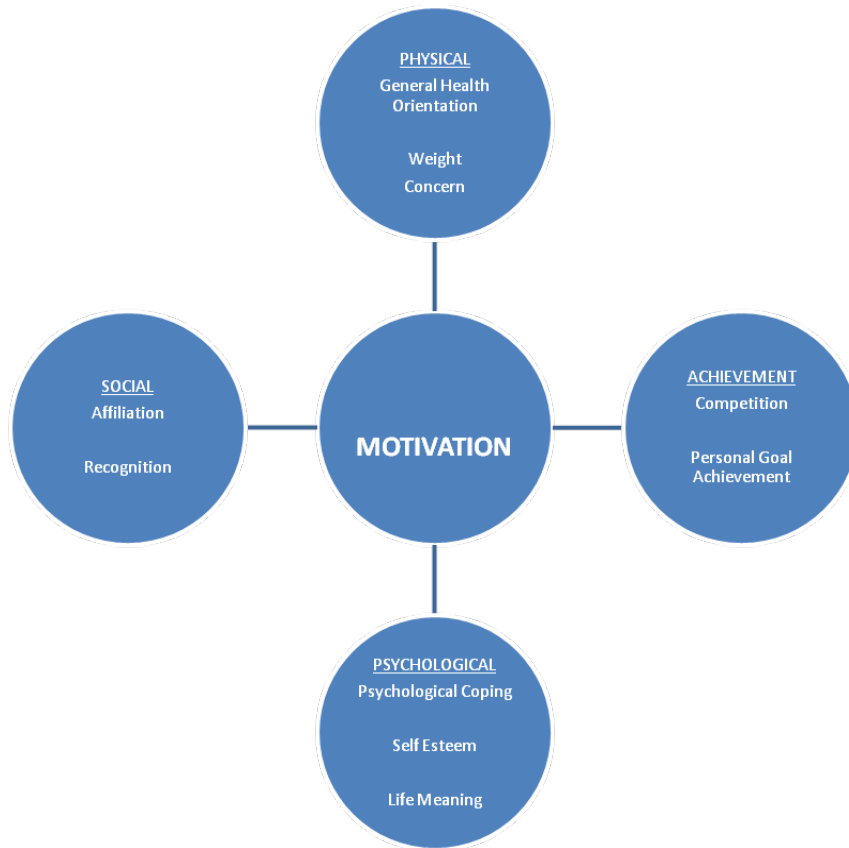 PHYSICAL
General Health
Orientation
Weight
Concern
SOCIAL
Affiliation
Recognition
MOTIVATION
ACHIEVEMENT
Competition
Personal Goal
Achievement
PSYCHOLOGICAL
Psychological Coping
Self Esteem
Life Meaning